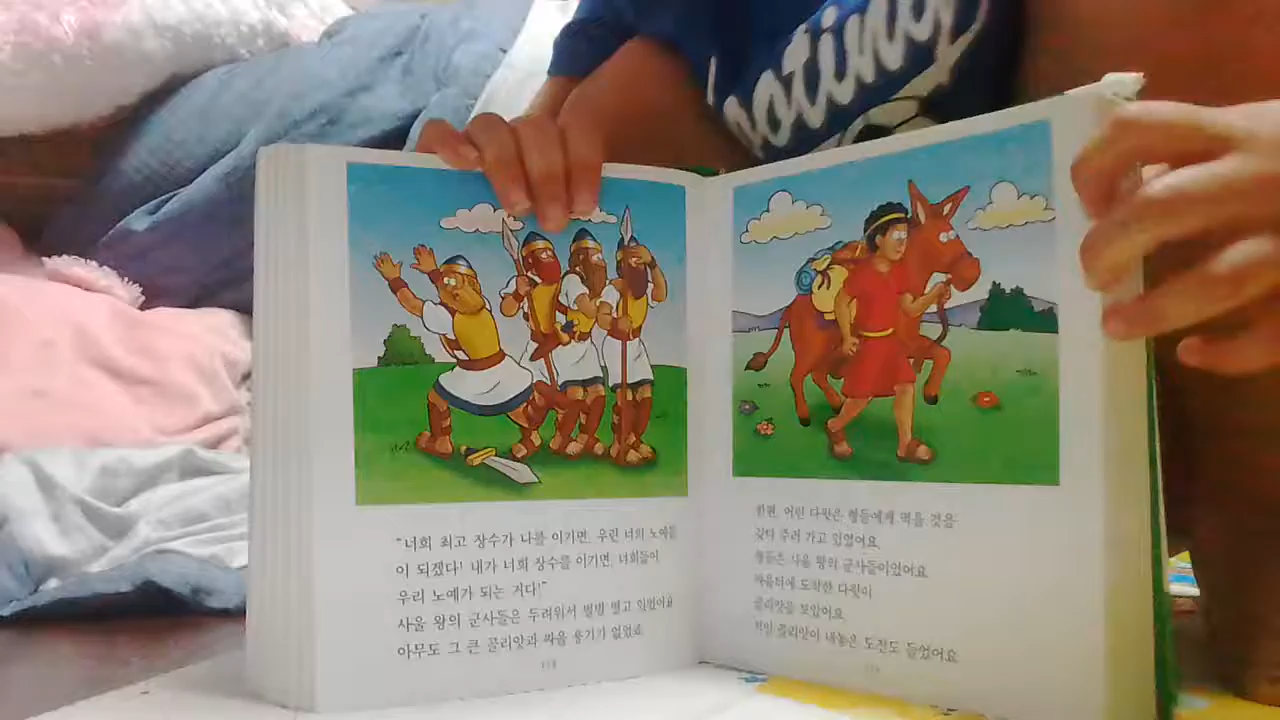 ooting
"너희 최고 장수가 나를 이기면, 우린 너희 노예들
이 되겠다! 내가 너희 장수를 이기면, 너희들이
우리 노예가 되는 거다!"
사울 왕의 군사들은 두려워서 벌벌 떨고 있었어요.
아무도 그 큰 골리앗과 싸울 용기가 없었죠.
한편, 어린 다윗은 형들에게 먹을 것을
갖다 주러 가고 있었어요.
형들은 사울 왕의 군사들이었어요.
싸움터에 도착한 다윗이
골리앗을 보았어요.
적인 골리앗이 내놓은 도전도 들었어요.